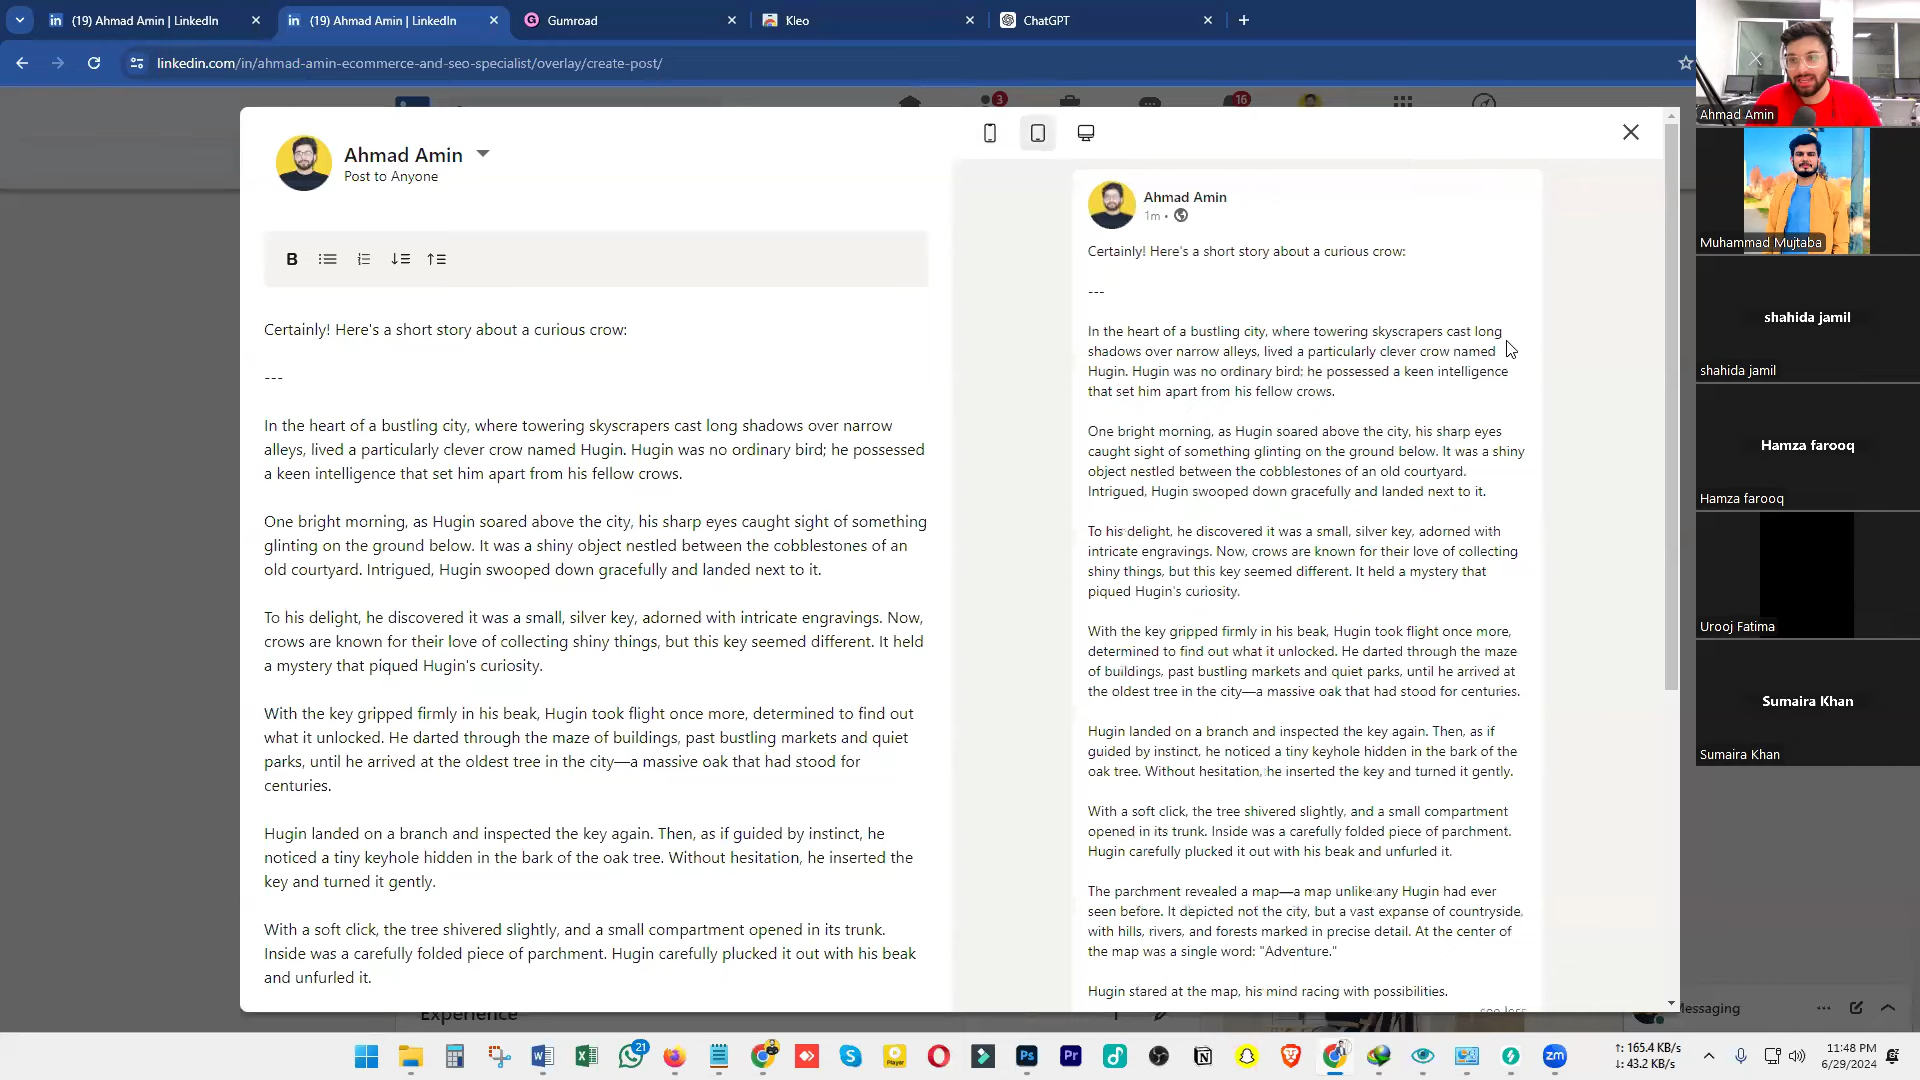 (19) Ahmad Amin | LinkedIn
(19) Ahmad Amin | LinkedIn
Gumroad
Kleo
ChatGPT
linkedin.com/in/ahmad-amin-ecommerce-and-seo-specialist/overlay/create-post/
3
16
Ahmad Amin
Post to Anyone
B
Certainly! Here's a short story about a curious crow:
---
In the heart of a bustling city, where towering skyscrapers cast long shadows over narrow
alleys, lived a particularly clever crow named Hugin. Hugin was no ordinary bird; he possessed
a keen intelligence that set him apart from his fellow crows.
One bright morning, as Hugin soared above the city, his sharp eyes caught sight of something
glinting on the ground below. It was a shiny object nestled between the cobblestones of an
old courtyard. Intrigued, Hugin swooped down gracefully and landed next to it.
To his delight, he discovered it was a small, silver key, adorned with intricate engravings. Now,
crows are known for their love of collecting shiny things, but this key seemed different. It held
a mystery that piqued Hugin's curiosity.
With the key gripped firmly in his beak, Hugin took flight once more, determined to find out
what it unlocked. He darted through the maze of buildings, past bustling markets and quiet
parks, until he arrived at the oldest tree in the city—a massive oak that had stood for
centuries.
Hugin landed on a branch and inspected the key again. Then, as if guided by instinct, he
noticed a tiny keyhole hidden in the bark of the oak tree. Without hesitation, he inserted the
key and turned it gently.
With a soft click, the tree shivered slightly, and a small compartment opened in its trunk.
Inside was a carefully folded piece of parchment. Hugin carefully plucked it out with his beak
and unfurled it.
Ahmad Amin
1m •
Certainly! Here's a short story about a curious crow:
---
In the heart of a bustling city, where towering skyscrapers cast long
shadows over narrow alleys, lived a particularly clever crow named
Hugin. Hugin was no ordinary bird; he possessed a keen intelligence
that set him apart from his fellow crows.
One bright morning, as Hugin soared above the city, his sharp eyes
caught sight of something glinting on the ground below. It was a shiny
object nestled between the cobblestones of an old courtyard.
Intrigued, Hugin swooped down gracefully and landed next to it.
To his delight, he discovered it was a small, silver key, adorned with
intricate engravings. Now, crows are known for their love of collecting
shiny things, but this key seemed different. It held a mystery that
piqued Hugin's curiosity.
With the key gripped firmly in his beak, Hugin took flight once more,
determined to find out what it unlocked. He darted through the maze
of buildings, past bustling markets and quiet parks, until he arrived at
the oldest tree in the city—a massive oak that had stood for centuries.
Hugin landed on a branch and inspected the key again. Then, as if
guided by instinct, he noticed a tiny keyhole hidden in the bark of the
oak tree. Without hesitation, he inserted the key and turned it gently.
With a soft click, the tree shivered slightly, and a small compartment
opened in its trunk. Inside was a carefully folded piece of parchment.
Hugin carefully plucked it out with his beak and unfurled it.
The parchment revealed a map—a map unlike any Hugin had ever
seen before. It depicted not the city, but a vast expanse of countryside,
with hills, rivers, and forests marked in precise detail. At the center of
the map was a single word: "Adventure."
Hugin stared at the map, his mind racing with possibilities.
see less
Experience
Messaging
Ahmad Amin
Muhammad Mujtaba
shahida jamil
shahida jamil
Hamza farooq
Hamza farooq
Urooj Fatima
Sumaira Khan
Sumaira Khan
21
Player
Ps
Pr
zm
↑: 165.4 KB/s
↓: 43.2 KB/s
11:48 PM
6/29/2024